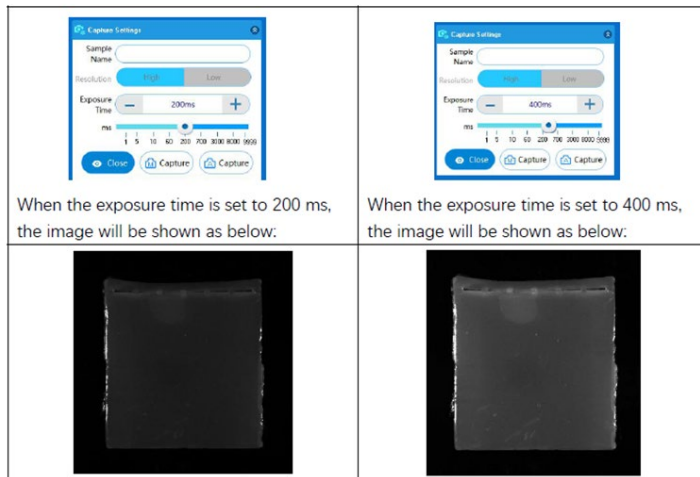 Capture Settings
Sample
Name
Resolution High Low
Exposure
Time
− 200ms +
ms
1 5 10 60 200 700 3000 8000 9999
Close Capture Capture
When the exposure time is set to 200 ms,
the image will be shown as below:
Capture Settings
Sample
Name
Resolution High Low
Exposure
Time
− 400ms +
ms
1 5 10 60 200 700 3000 8000 9999
Close Capture Capture
When the exposure time is set to 400 ms,
the image will be shown as below: